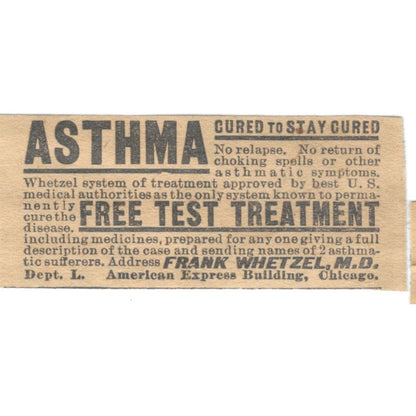 ASTHMA CURED TO STAY CURED
No relapse. No return of
choking spells or other
asthmatic symptoms.
Whetzel system of treatment approved by best U. S.
medical authorities as the only system known to perma-
nently
cure the
disease. FREE TEST TREATMENT
including medicines, prepared for any one giving a full
description of the case and sending names of 2 asthma-
tic sufferers. Address FRANK WHETZEL, M.D.
Dept. L. American Express Building, Chicago.